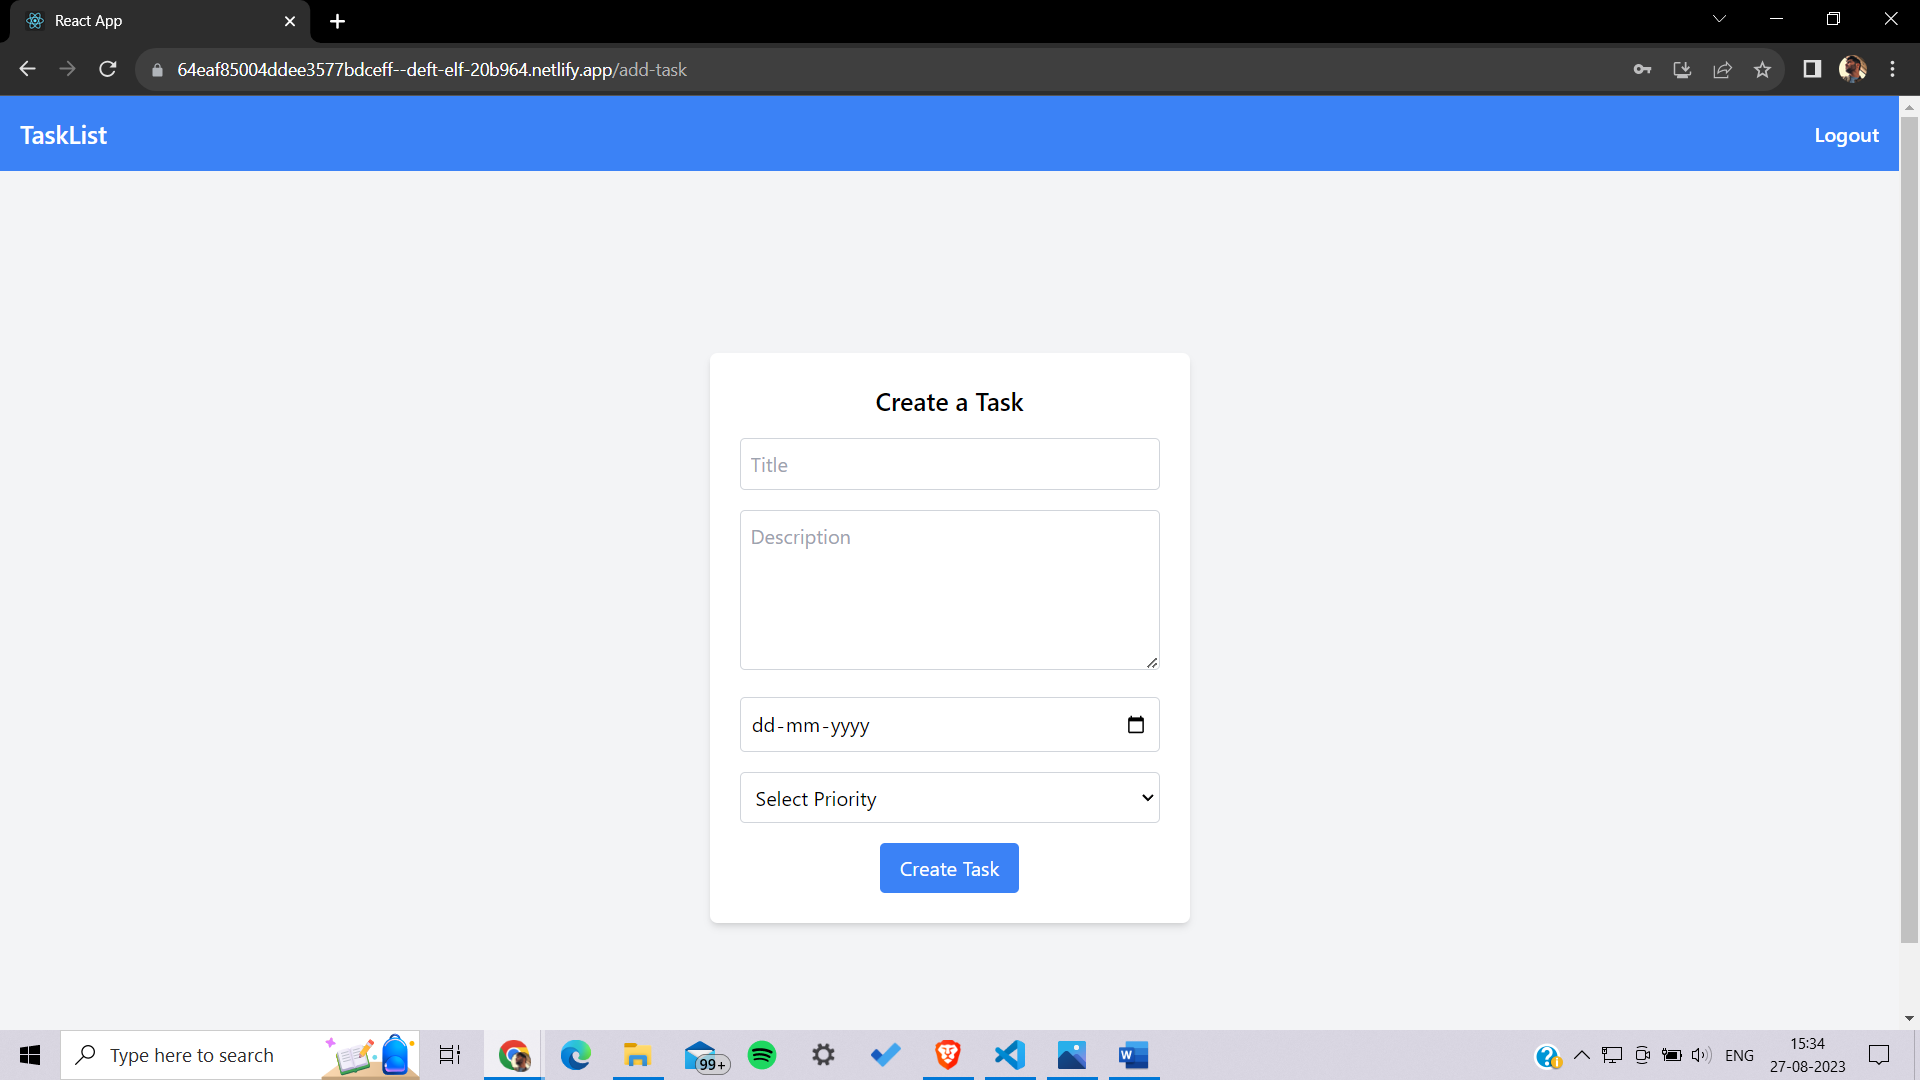 React App
64eaf85004ddee3577bdceff--deft-elf-20b964.netlify.app/add-task
TaskList
Logout
Create a Task
Title
Description
dd-mm-yyyy
Select Priority
Create Task
Type here to search
99+
W
ENG
15:34
27-08-2023